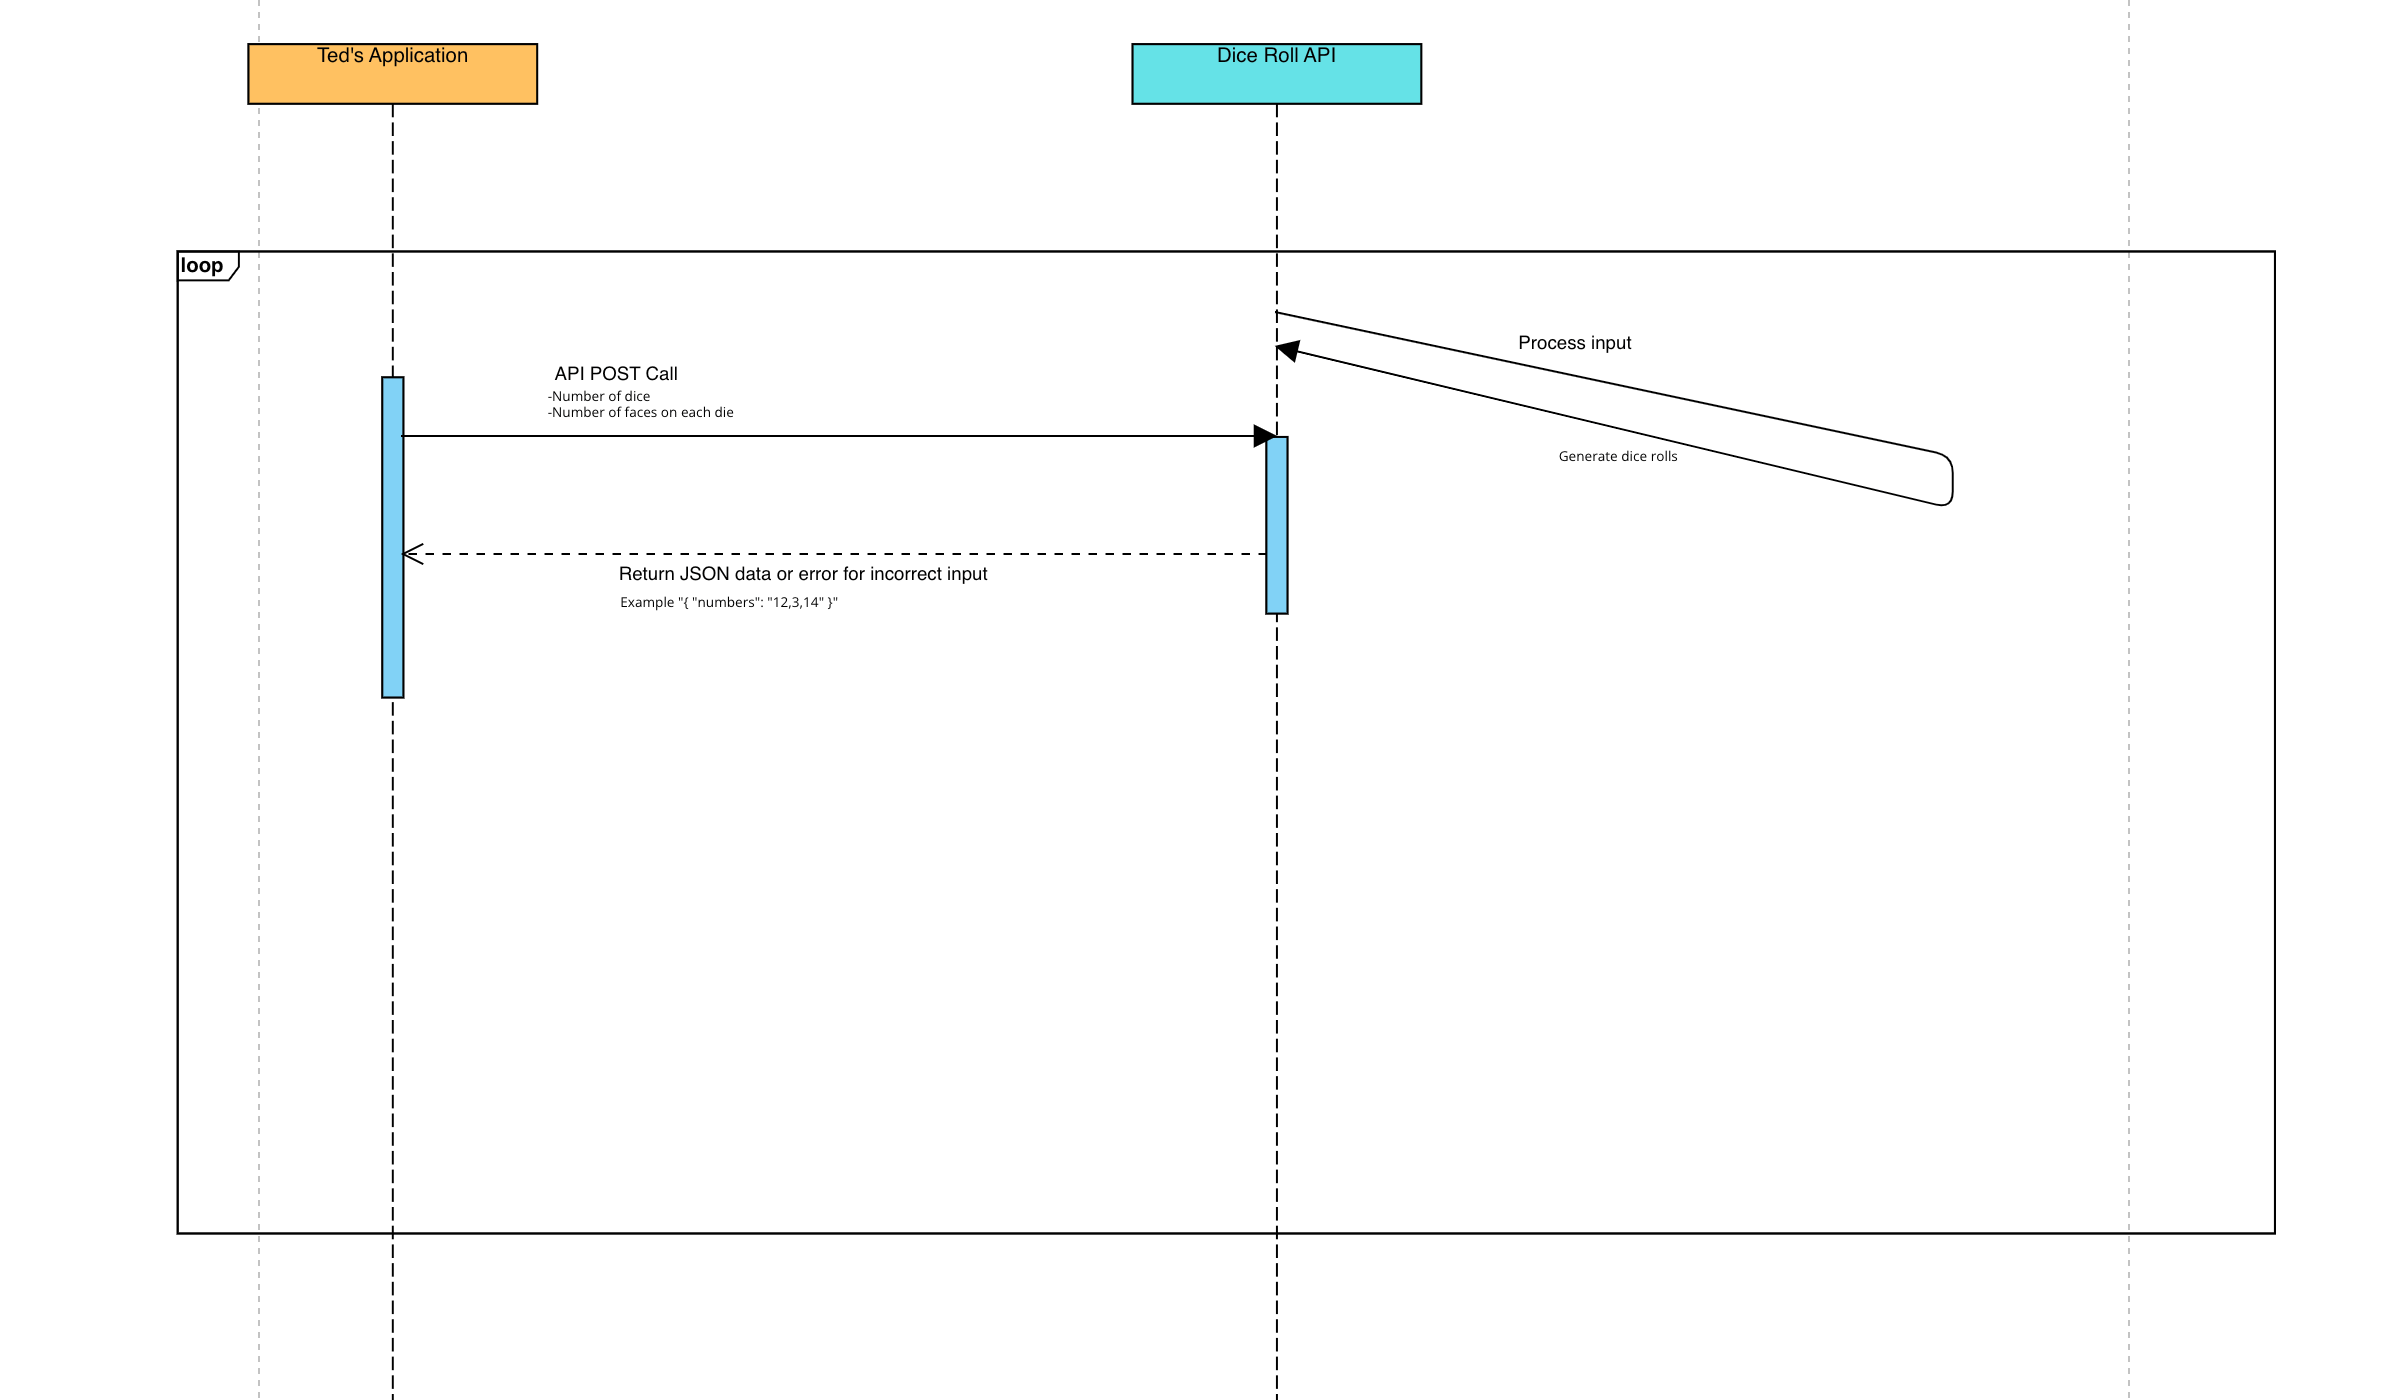 Ted's Application
Dice Roll API
loop
Process input
API POST Call
-Number of dice
-Number of faces on each die
Generate dice rolls
Return JSON data or error for incorrect input
Example "{ "numbers": "12,3,14" }"